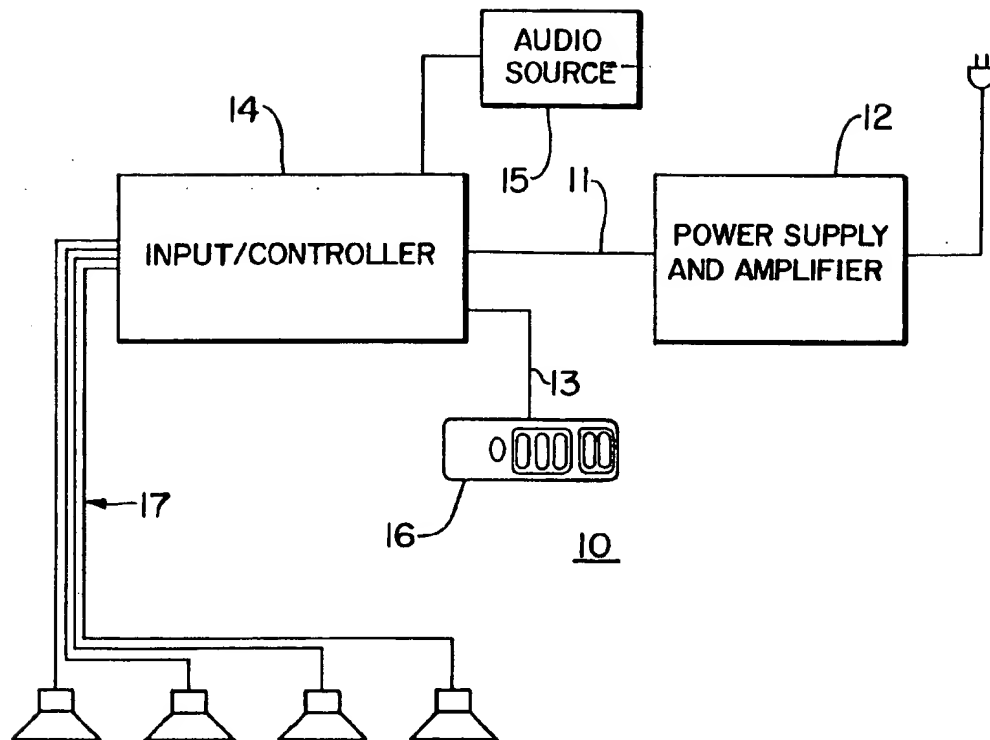 AUDIO
SOURCE
14
12
15
11
INPUT/CONTROLLER
POWER SUPPLY
AND AMPLIFIER
13
17
16
10